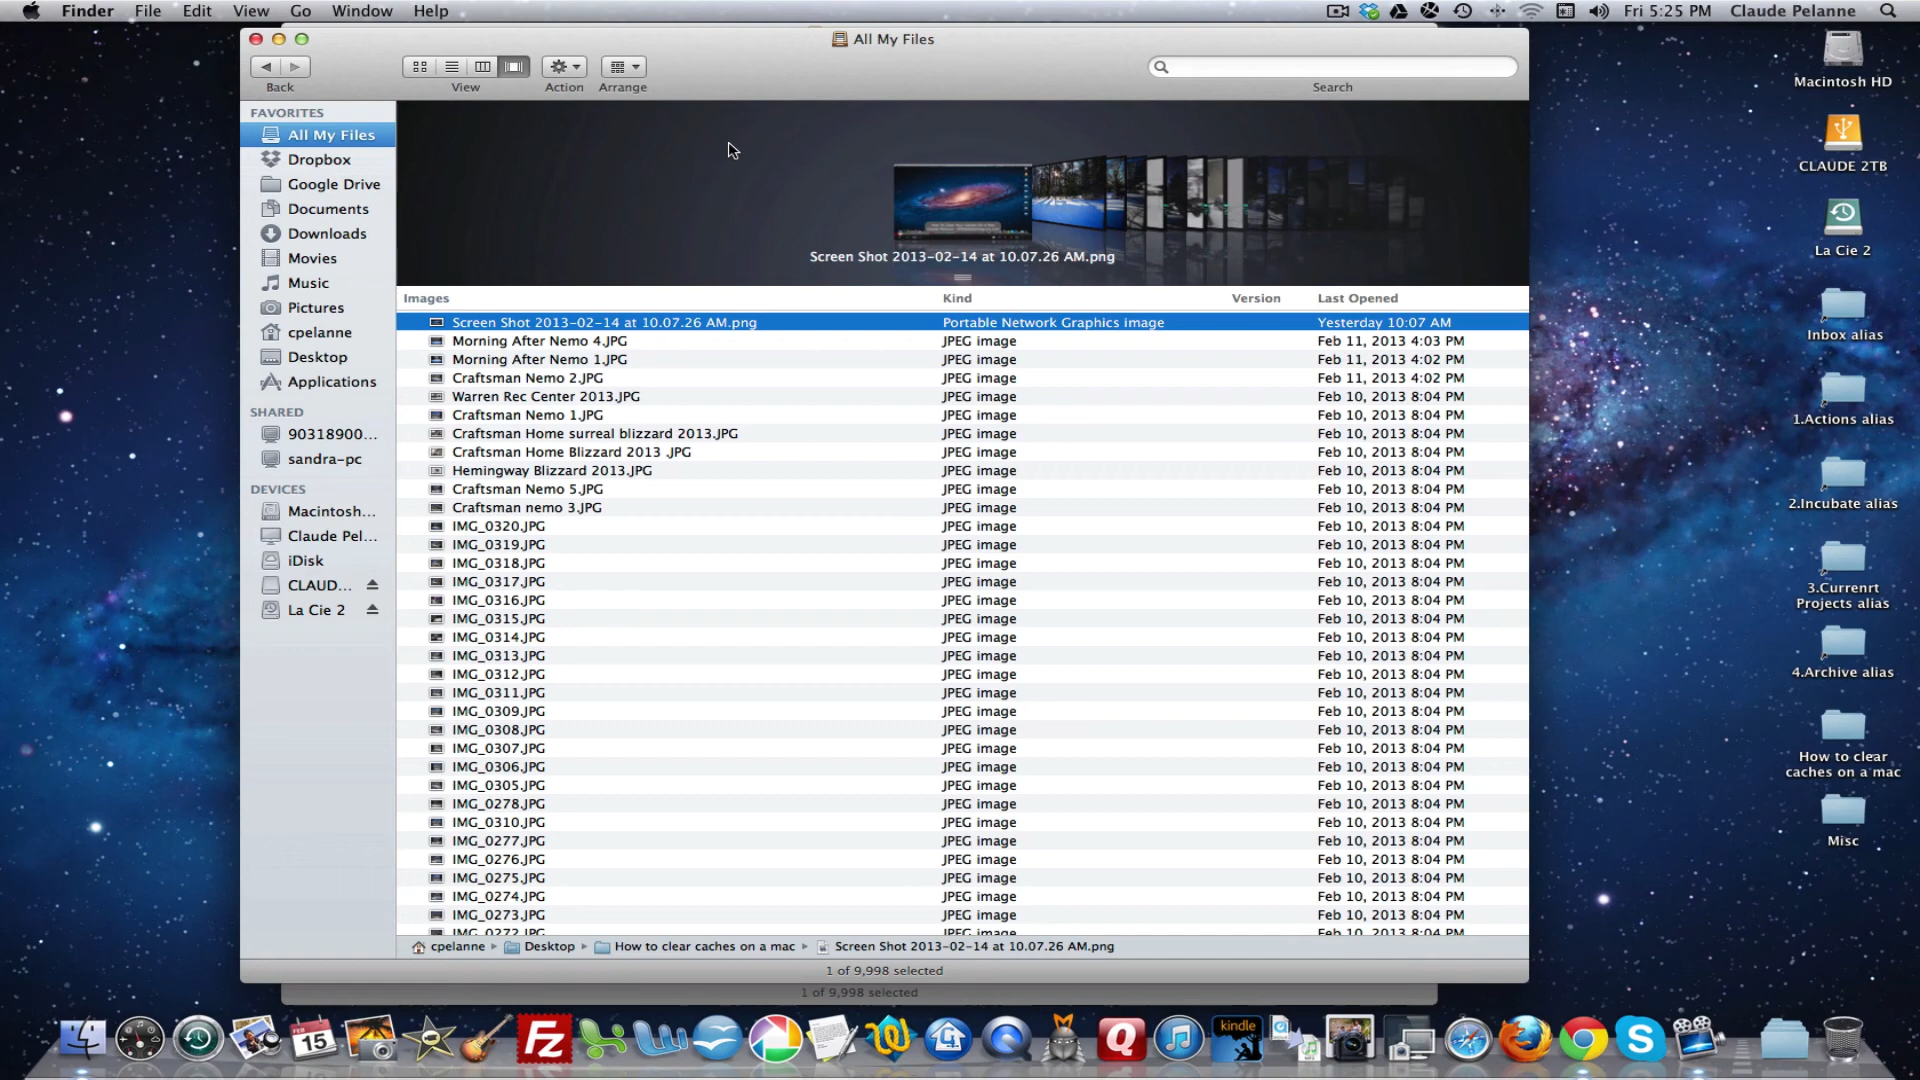 Finder File Edit View Go Window Help Fri 5:25 PM Claude Pelanne
All My Files
Back View Action Arrange Search
FAVORITES
All My Files
Dropbox
Google Drive
Documents
Downloads
Movies
Music
Pictures
cpelanne
Desktop
Applications
SHARED
90318900...
sandra-pc
DEVICES
Macintosh...
Claude Pel...
iDisk
CLAUD...
La Cie 2
Screen Shot 2013-02-14 at 10.07.26 AM.png
Images Kind Version Last Opened
Screen Shot 2013-02-14 at 10.07.26 AM.png Portable Network Graphics image Yesterday 10:07 AM
Morning After Nemo 4.JPG JPEG image Feb 11, 2013 4:03 PM
Morning After Nemo 1.JPG JPEG image Feb 11, 2013 4:02 PM
Craftsman Nemo 2.JPG JPEG image Feb 11, 2013 4:02 PM
Warren Rec Center 2013.JPG JPEG image Feb 10, 2013 8:04 PM
Craftsman Nemo 1.JPG JPEG image Feb 10, 2013 8:04 PM
Craftsman Home surreal blizzard 2013.JPG JPEG image Feb 10, 2013 8:04 PM
Craftsman Home Blizzard 2013 .JPG JPEG image Feb 10, 2013 8:04 PM
Hemingway Blizzard 2013.JPG JPEG image Feb 10, 2013 8:04 PM
Craftsman Nemo 5.JPG JPEG image Feb 10, 2013 8:04 PM
Craftsman nemo 3.JPG JPEG image Feb 10, 2013 8:04 PM
IMG_0320.JPG JPEG image Feb 10, 2013 8:04 PM
IMG_0319.JPG JPEG image Feb 10, 2013 8:04 PM
IMG_0318.JPG JPEG image Feb 10, 2013 8:04 PM
IMG_0317.JPG JPEG image Feb 10, 2013 8:04 PM
IMG_0316.JPG JPEG image Feb 10, 2013 8:04 PM
IMG_0315.JPG JPEG image Feb 10, 2013 8:04 PM
IMG_0314.JPG JPEG image Feb 10, 2013 8:04 PM
IMG_0313.JPG JPEG image Feb 10, 2013 8:04 PM
IMG_0312.JPG JPEG image Feb 10, 2013 8:04 PM
IMG_0311.JPG JPEG image Feb 10, 2013 8:04 PM
IMG_0309.JPG JPEG image Feb 10, 2013 8:04 PM
IMG_0308.JPG JPEG image Feb 10, 2013 8:04 PM
IMG_0307.JPG JPEG image Feb 10, 2013 8:04 PM
IMG_0306.JPG JPEG image Feb 10, 2013 8:04 PM
IMG_0305.JPG JPEG image Feb 10, 2013 8:04 PM
IMG_0278.JPG JPEG image Feb 10, 2013 8:04 PM
IMG_0310.JPG JPEG image Feb 10, 2013 8:04 PM
IMG_0277.JPG JPEG image Feb 10, 2013 8:04 PM
IMG_0276.JPG JPEG image Feb 10, 2013 8:04 PM
IMG_0275.JPG JPEG image Feb 10, 2013 8:04 PM
IMG_0274.JPG JPEG image Feb 10, 2013 8:04 PM
IMG_0273.JPG JPEG image Feb 10, 2013 8:04 PM
IMG_0272.JPG JPEG image Feb 10, 2013 8:04 PM
cpelanne Desktop How to clear caches on a mac Screen Shot 2013-02-14 at 10.07.26 AM.png
1 of 9,998 selected
1 of 9,998 selected
Macintosh HD
CLAUDE 2TB
La Cie 2
Inbox alias
1.Actions alias
2.Incubate alias
3.Currenrt
Projects alias
4.Archive alias
How to clear
caches on a mac
Misc
FEB
15
Fz
Q
kindle
S